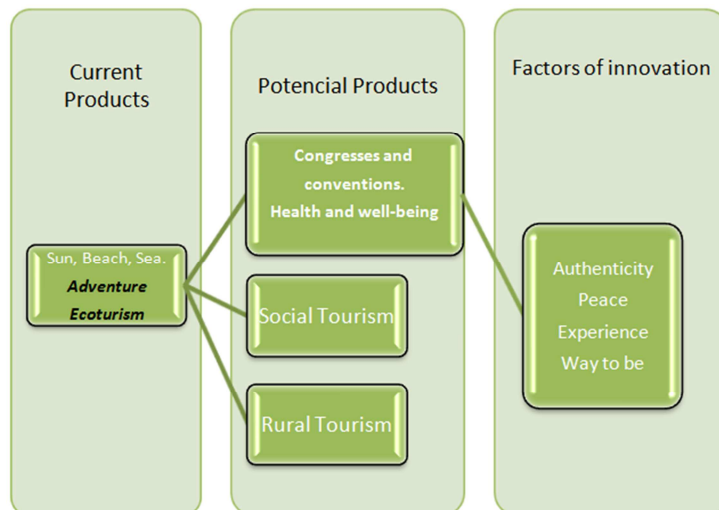 Current
Products
Potencial Products
Factors of innovation
Sun, Beach, Sea.
Adventure
Ecoturism
Congresses and
conventions.
Health and well-being
Social Tourism
Rural Tourism
Authenticity
Peace
Experience
Way to be